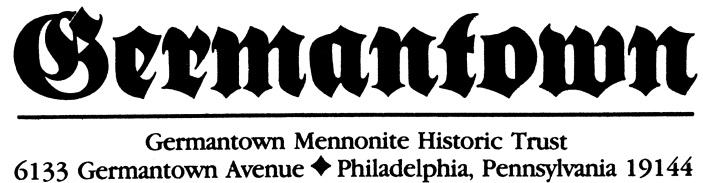 Germantown
Germantown Mennonite Historic Trust
6133 Germantown Avenue ✦ Philadelphia, Pennsylvania 19144